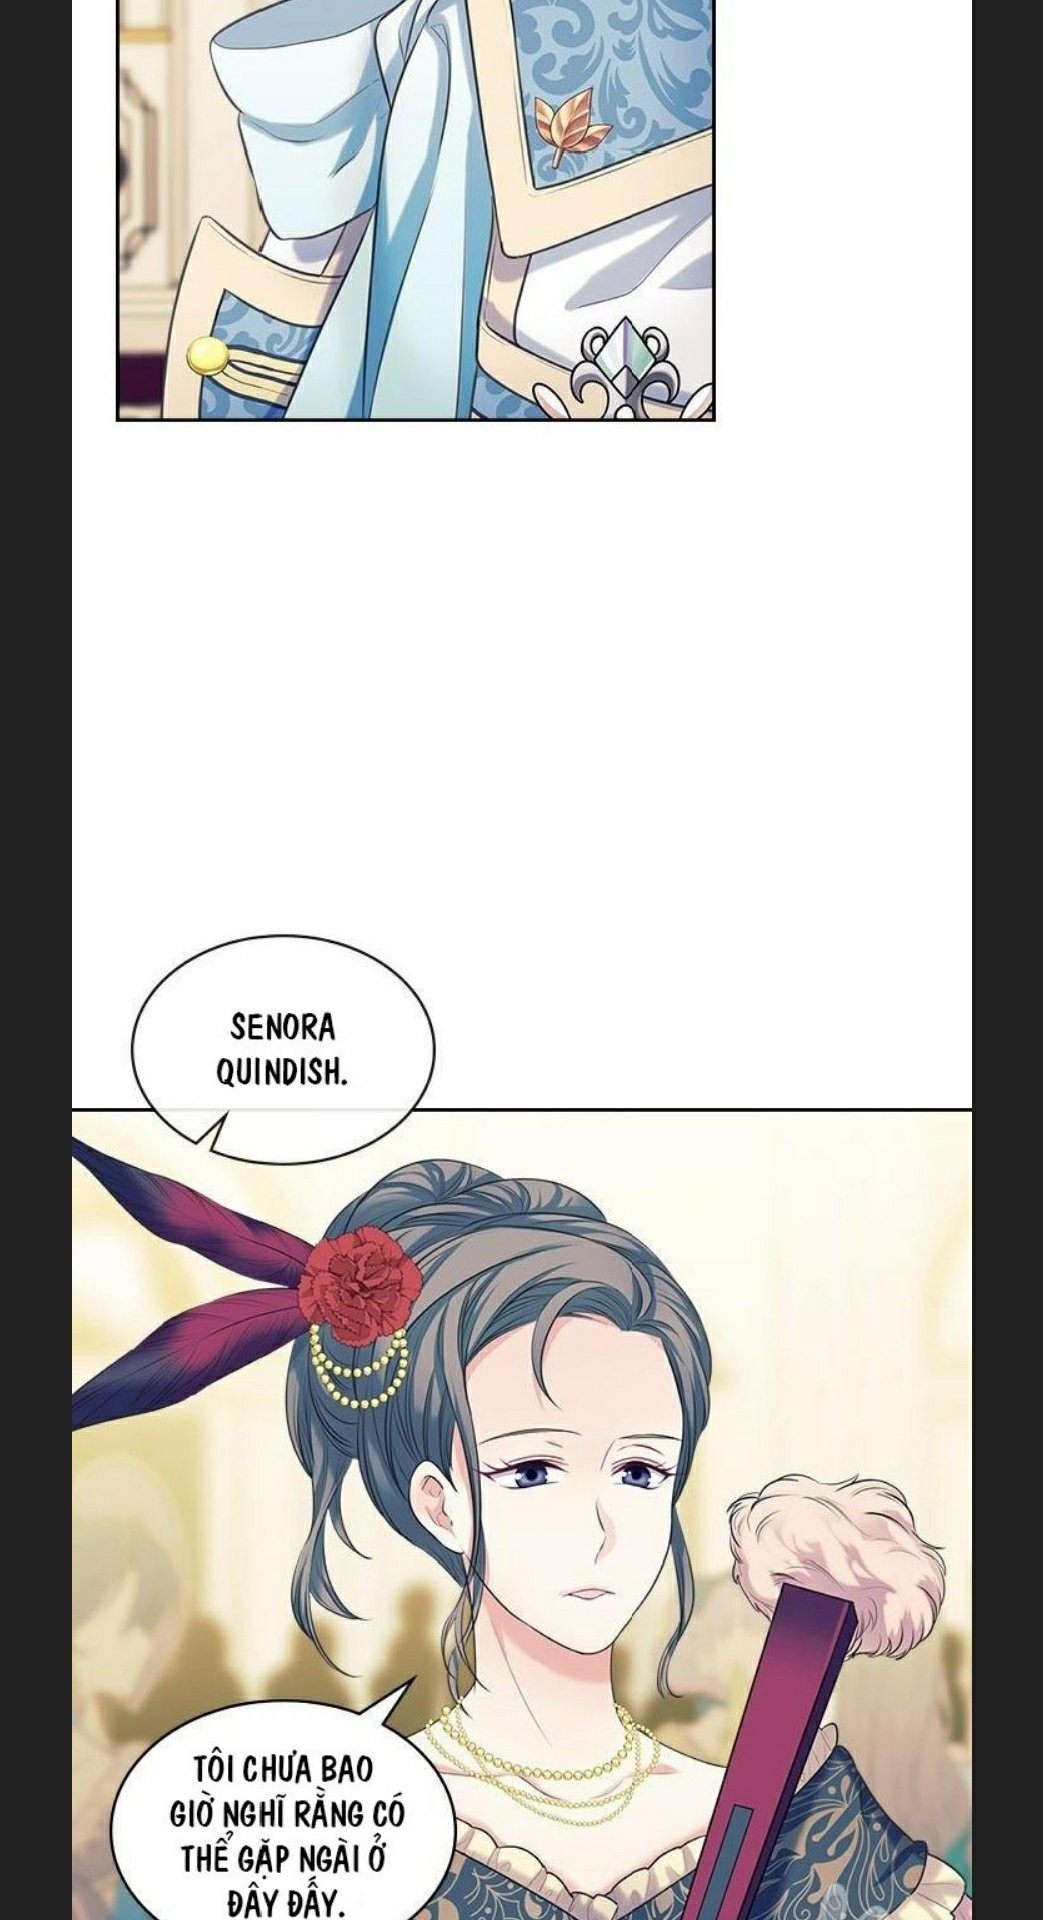 SENORA
QUINDISH.
TÔI CHƯA BAO
GIỜ NGHĨ RẰNG CÓ
THỂ GẶP NGÀI Ở
ĐÂY ĐẤY.